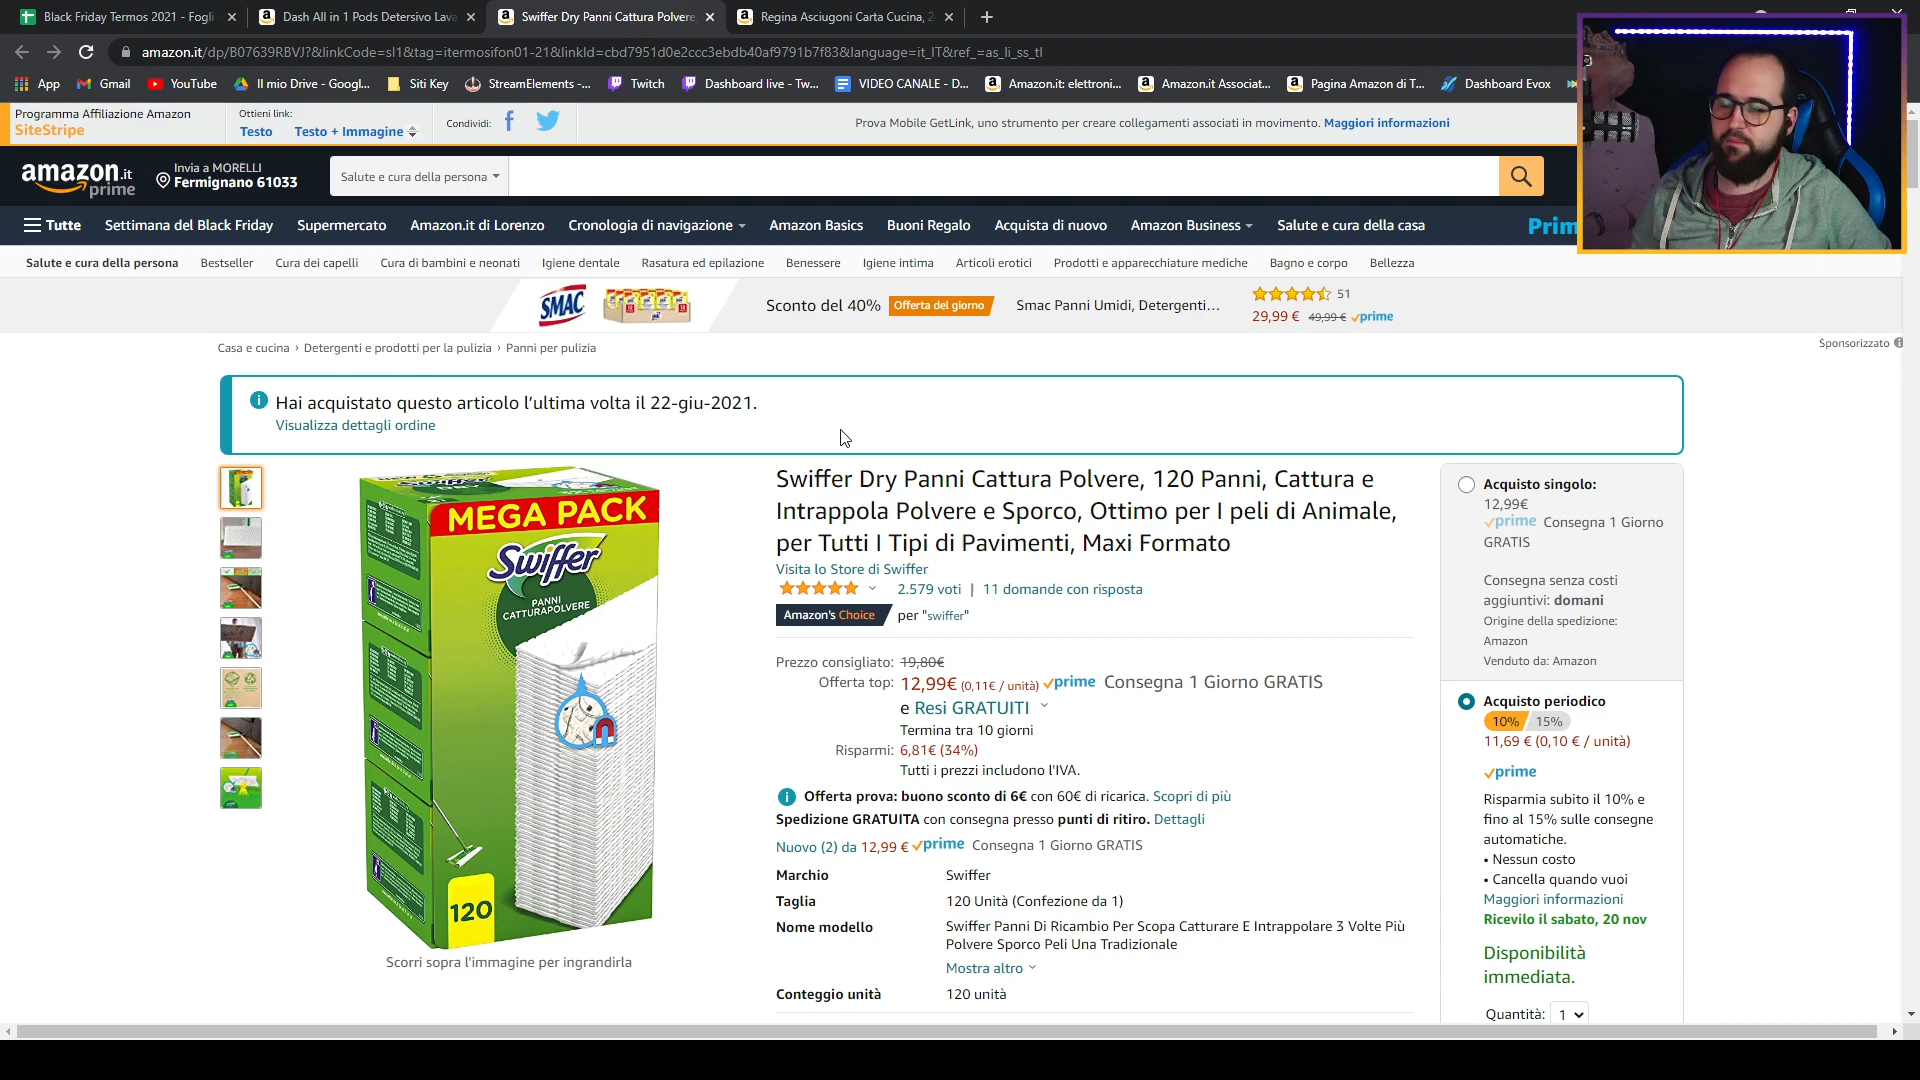 Black Friday Termos 2021 - Fogli
Dash All in 1 Pods Detersivo Lava
Swiffer Dry Panni Cattura Polvere,
Regina Asciugoni Carta Cucina, 2
amazon.it/dp/B07639RBVJ?&linkCode=sl1&tag=itermosifon01-21&linkId=cbd7951d0e2ccc3ebdb40af9791b7f83&language=it_IT&ref_=as_li_ss_tl
App Gmail YouTube Il mio Drive - Googl... Siti Key StreamElements -... Twitch Dashboard live - Tw... VIDEO CANALE - D... Amazon.it: elettroni... Amazon.it Associat... Pagina Amazon di T... Dashboard Evox
Programma Affiliazione Amazon
SiteStripe
Ottieni link:
Testo Testo + Immagine
Condividi:
Prova Mobile GetLink, uno strumento per creare collegamenti associati in movimento. Maggiori informazioni
amazon.it
prime
Invia a MORELLI
Fermignano 61033
Salute e cura della persona
Tutte Settimana del Black Friday Supermercato Amazon.it di Lorenzo Cronologia di navigazione Amazon Basics Buoni Regalo Acquista di nuovo Amazon Business Salute e cura della casa Prim
Salute e cura della persona Bestseller Cura dei capelli Cura di bambini e neonati Igiene dentale Rasatura ed epilazione Benessere Igiene intima Articoli erotici Prodotti e apparecchiature mediche Bagno e corpo Bellezza
SMAC
Sconto del 40% Offerta del giorno Smac Panni Umidi, Detergenti...
51
29,99 € 49,99 € prime
Sponsorizzato
Casa e cucina › Detergenti e prodotti per la pulizia › Panni per pulizia
Hai acquistato questo articolo l'ultima volta il 22-giu-2021.
Visualizza dettagli ordine
MEGA PACK
Swiffer
PANNI
CATTURAPOLVERE
120
Scorri sopra l'immagine per ingrandirla
Swiffer Dry Panni Cattura Polvere, 120 Panni, Cattura e
Intrappola Polvere e Sporco, Ottimo per I peli di Animale,
per Tutti I Tipi di Pavimenti, Maxi Formato
Visita lo Store di Swiffer
2.579 voti | 11 domande con risposta
Amazon's Choice per "swiffer"
Prezzo consigliato: 19,80€
Offerta top: 12,99€ (0,11€ / unità) prime Consegna 1 Giorno GRATIS
e Resi GRATUITI
Termina tra 10 giorni
Risparmi: 6,81€ (34%)
Tutti i prezzi includono l'IVA.
Offerta prova: buono sconto di 6€ con 60€ di ricarica. Scopri di più
Spedizione GRATUITA con consegna presso punti di ritiro. Dettagli
Nuovo (2) da 12,99 € prime Consegna 1 Giorno GRATIS
Marchio Swiffer
Taglia 120 Unità (Confezione da 1)
Nome modello Swiffer Panni Di Ricambio Per Scopa Catturare E Intrappolare 3 Volte Più
Polvere Sporco Peli Una Tradizionale
Mostra altro
Conteggio unità 120 unità
Acquisto singolo:
12,99€
prime Consegna 1 Giorno
GRATIS
Consegna senza costi
aggiuntivi: domani
Origine della spedizione:
Amazon
Venduto da: Amazon
Acquisto periodico
10% 15%
11,69 € (0,10 € / unità)
prime
Risparmia subito il 10% e
fino al 15% sulle consegne
automatiche.
• Nessun costo
• Cancella quando vuoi
Maggiori informazioni
Ricevilo il sabato, 20 nov
Disponibilità
immediata.
Quantità: 1